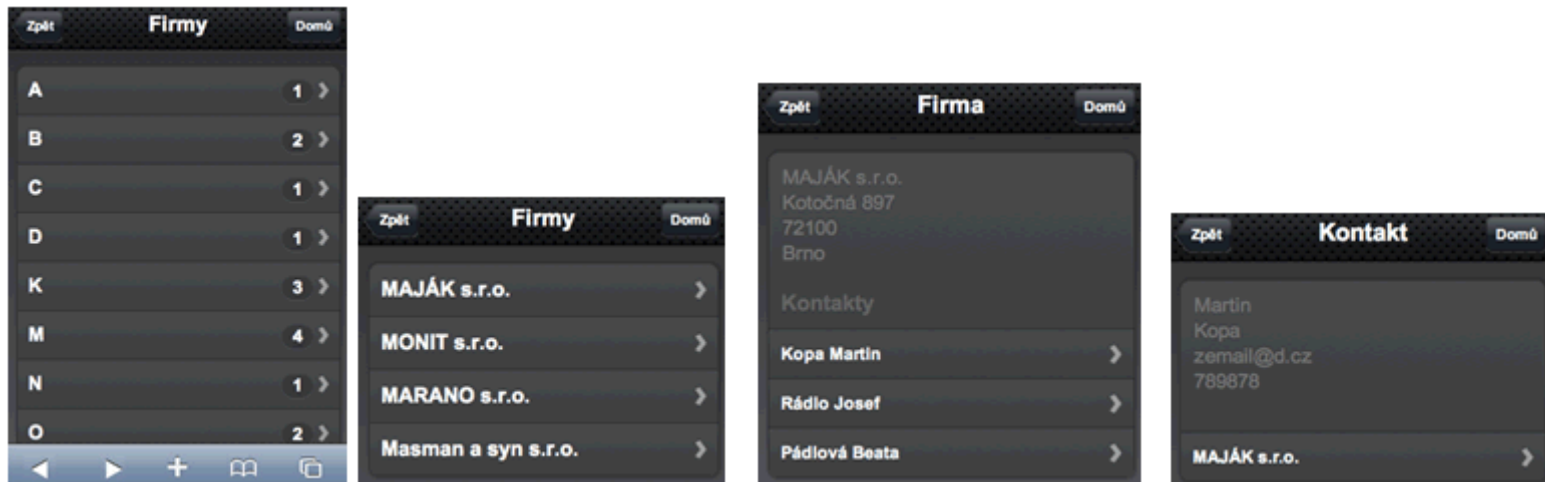 Zpět Firmy Domů
A 1
B 2
C 1
D 1
K 3
M 4
N 1
O 2
Zpět Firmy Domů
MAJÁK s.r.o.
MONIT s.r.o.
MARANO s.r.o.
Masman a syn s.r.o.
Zpět Firma Domů
MAJÁK s.r.o.
Kotočná 897
72100
Brno
Kontakty
Kopa Martin
Rádlo Josef
Pádlová Beata
Zpět Kontakt Domů
Martin
Kopa
zemail@d.cz
789878
MAJÁK s.r.o.